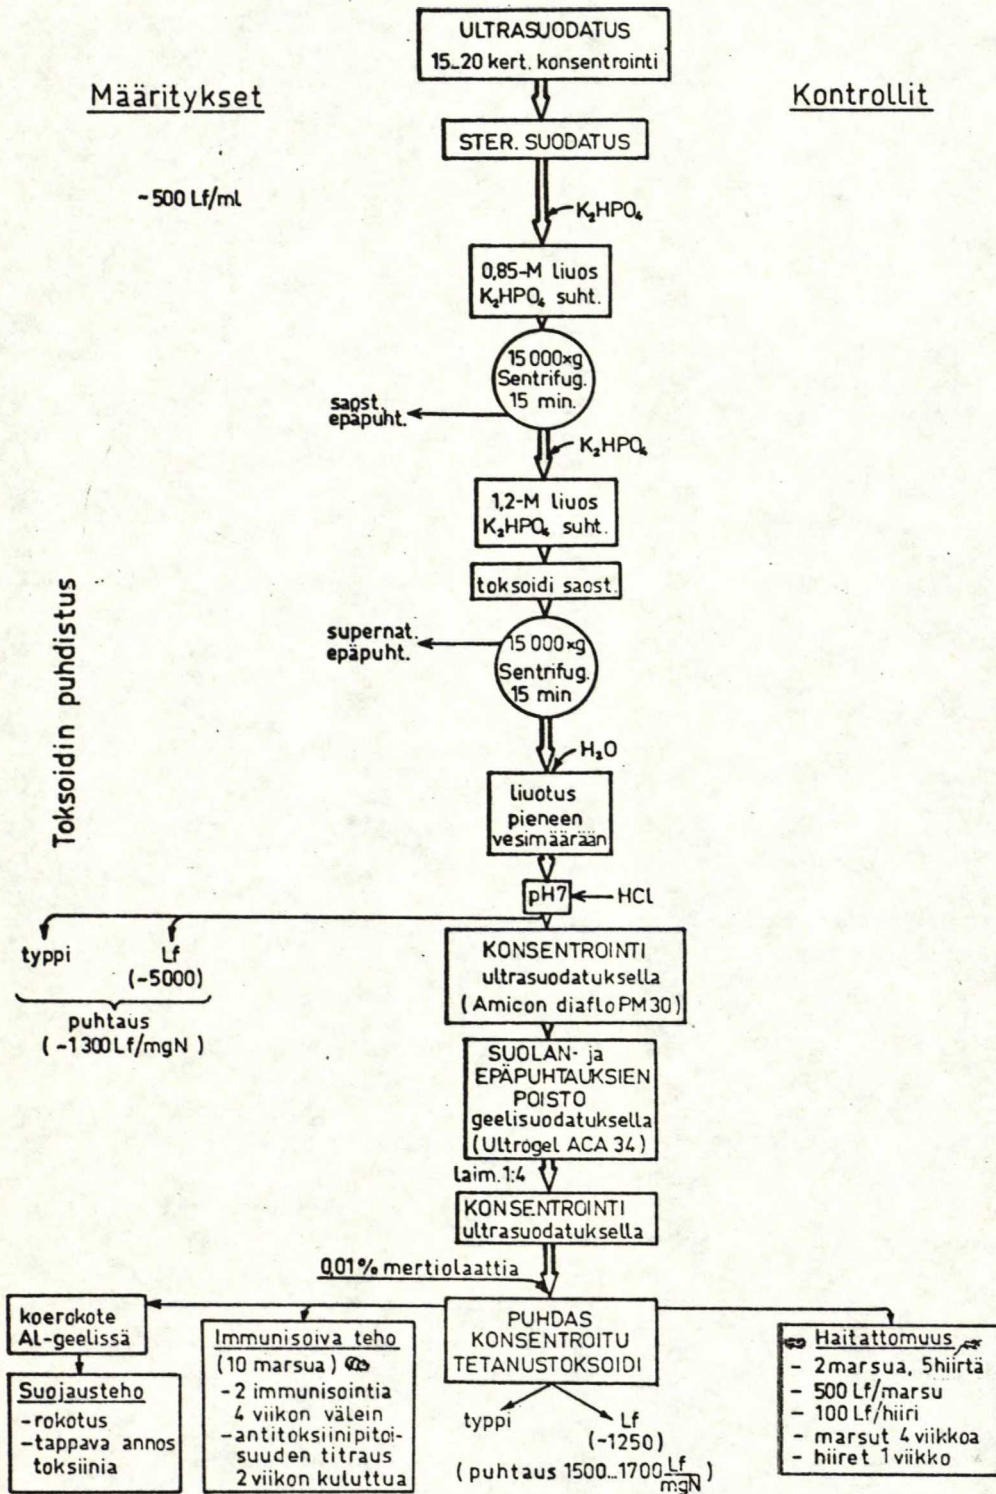 ULTRASUODATUS
15-20 kert. konsentrointi
Määritykset
Kontrollit
STER. SUODATUS
~500 Lf/ml
K₂HPO₄
0,85-M liuos
K₂HPO₄ suht.
15 000×g
Sentrifug.
15 min.
saost.
epäpuht.
K₂HPO₄
1,2-M liuos
K₂HPO₄ suht.
toksoidi saost.
Toksoidin puhdistus
supernat.
epäpuht.
15 000×g
Sentrifug.
15 min
H₂O
liuotus
pieneen
vesimäärään
pH7
HCl
typpi
Lf
(~5000)
puhtaus
(~1300Lf/mgN)
KONSENTROINTI
ultrasuodatuksella
(Amicon diaflo PM30)
SUOLAN- ja
EPÄPUHTAUKSIEN
POISTO
geelisuodatuksella
(Ultrogel ACA 34)
laim. 1:4
KONSENTROINTI
ultrasuodatuksella
0,01% mertiolaattia
koerokote
AL-geelissä
Suojausteho
-rokotus
-tappava annos
toksiinia
Immunisoiva teho
(10 marsua)
-2 immunisointia
4 viikon välein
-antitoksiinipitoi-
suuden titraus
2 viikon kuluttua
PUHDAS
KONSENTROITU
TETANUSTOKSOIDI
typpi
Lf
(~1250)
(puhtaus 1500...1700 Lf/mgN)
Haitattomuus
- 2marsua, 5hiirtä
- 500 Lf/marsu
- 100 Lf/hiiri
- marsut 4 viikkoa
- hiiret 1 viikko